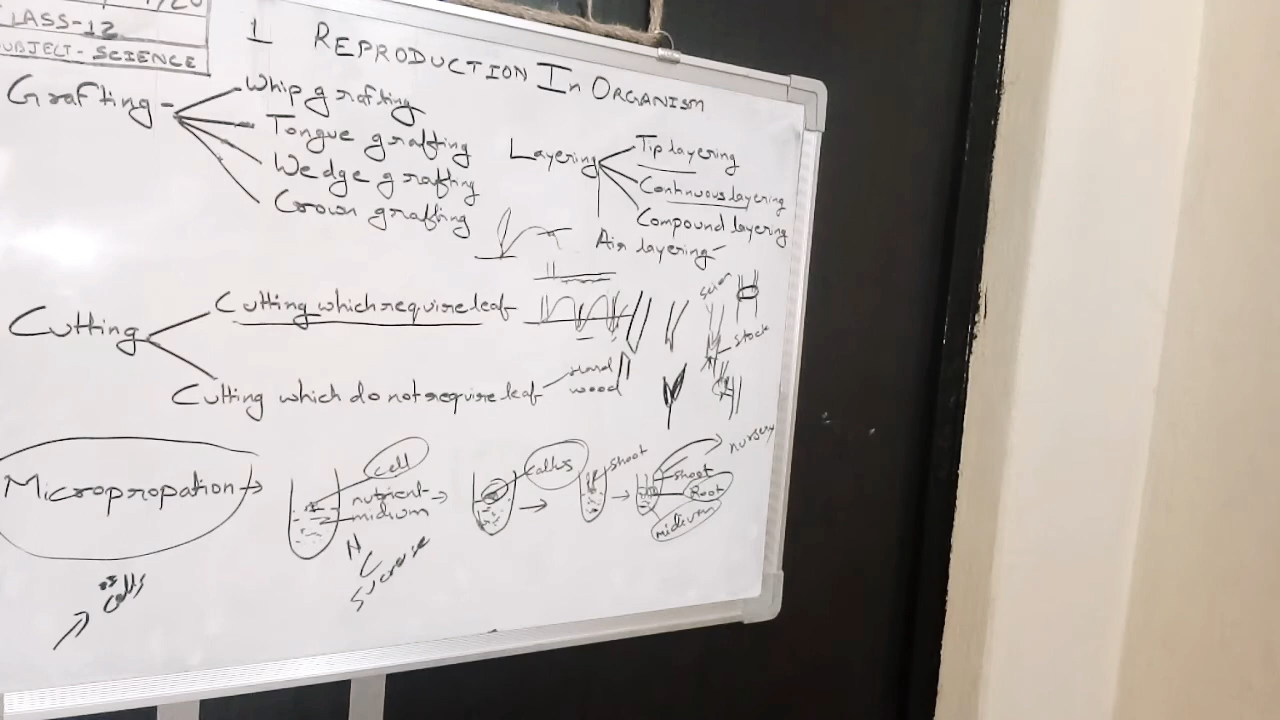 CLASS-12
SUBJECT- SCIENCE
1 REPRODUCTION In ORGANISM
Grafting -
Whip grafting
Tongue grafting
Wedge grafting
Crown grafting
Layering
Tip layering
Continuous layering
Compound layering
Air layering
Cutting
Cutting which require leaf
Cutting which do not require leaf
Hard
wood
scion
stock
Micropropation
cell
nutrient
midium
N
C
Sucrose
callus
shoot
shoot
Root
midium
nursery
cells